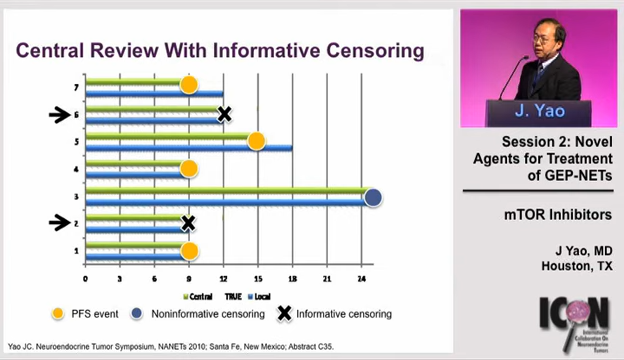 Central Review With Informative Censoring
7
6
5
4
3
2
1
0
3
6
9
12
15
18
21
24
Central
TRUE
Local
PFS event
Noninformative censoring
Informative censoring
Yao JC. Neuroendocrine Tumor Symposium, NANETs 2010; Santa Fe, New Mexico; Abstract C35.
J. Yao
Session 2: Novel
Agents for Treatment
of GEP-NETs
mTOR Inhibitors
J Yao, MD
Houston, TX
ICON
International
Collaboration On
Neuroendocrine
Tumors